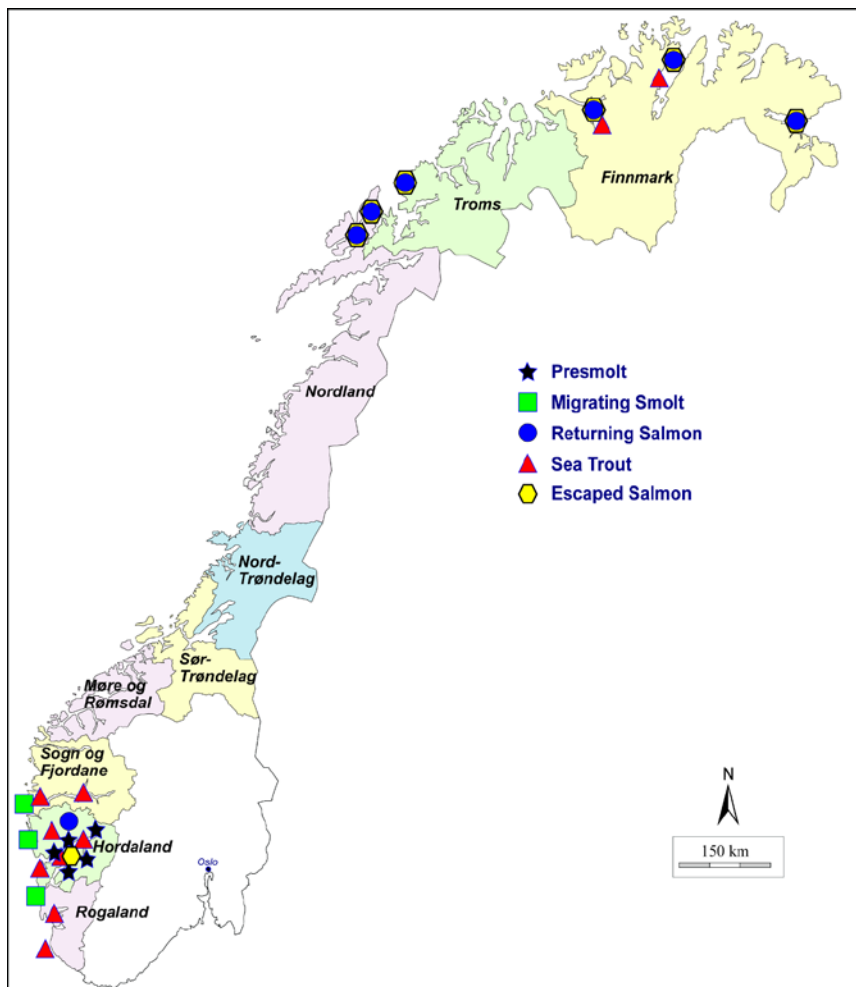 Finnmark
Troms
Nordland
Presmolt
Migrating Smolt
Returning Salmon
Sea Trout
Escaped Salmon
Nord-
Trøndelag
Sør-
Trøndelag
Møre og
Rømsdal
Sogn og
Fjordane
Hordaland
Oslo
Rogaland
N
150 km